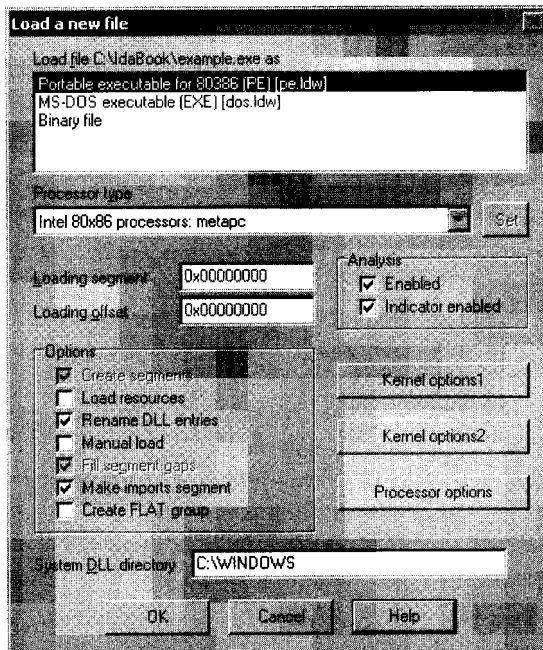 Load a new file
Load file C:\IdaBook\example.exe as
Portable executable for 80386 (PE) [pe.ldw]
MS-DOS executable (EXE) [dos.ldw]
Binary file
Processor type
Intel 80x86 processors: metapc
Set
Loading segment 0x00000000
Loading offset 0x00000000
Analysis
Enabled
Indicator enabled
Options
Create segments
Load resources
Rename DLL entries
Manual load
Fill segment gaps
Make imports segment
Create FLAT group
Kernel options1
Kernel options2
Processor options
System DLL directory C:\WINDOWS
OK Cancel Help